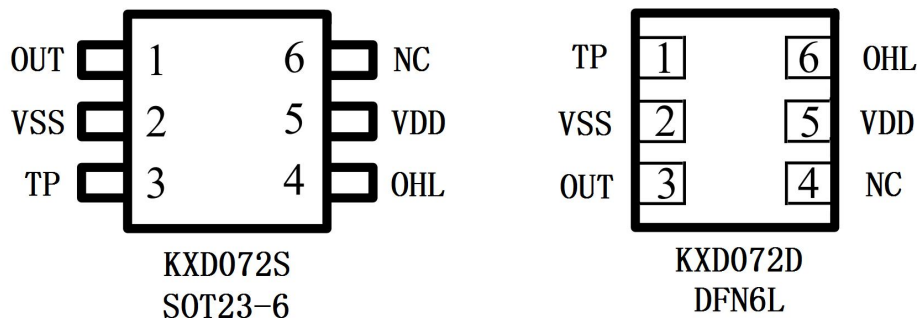 OUT 1 6 NC
VSS 2 5 VDD
TP 3 4 OHL
KXD072S
SOT23-6
TP 1 6 OHL
VSS 2 5 VDD
OUT 3 4 NC
KXD072D
DFN6L